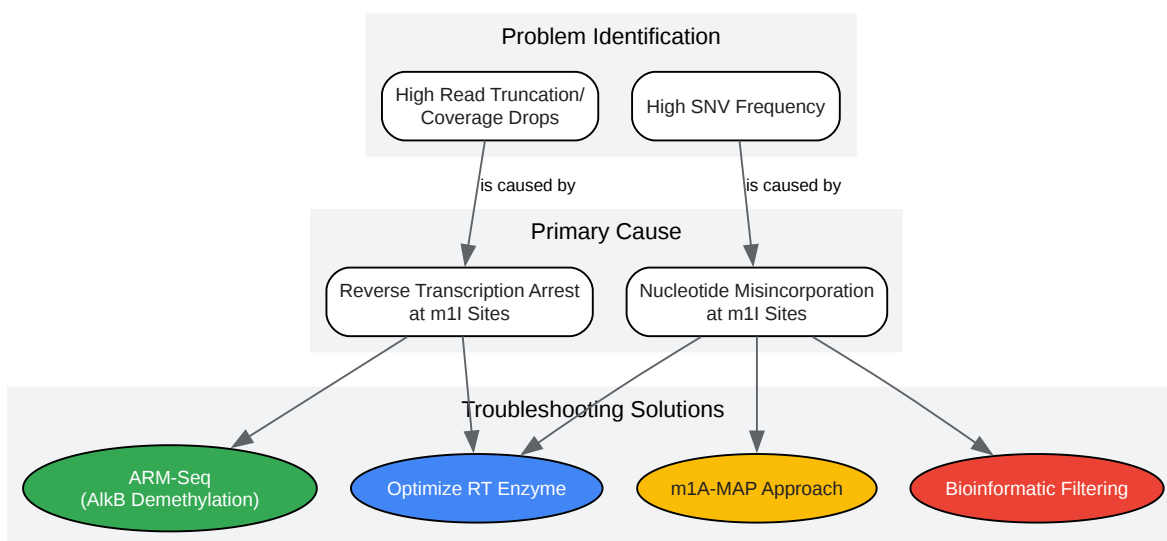 Problem Identification
High Read Truncation/
Coverage Drops
High SNV Frequency
is caused by
is caused by
Primary Cause
Reverse Transcription Arrest
at m1I Sites
Nucleotide Misincorporation
at m1I Sites
Troubleshooting Solutions
ARM-Seq
(AlkB Demethylation)
Optimize RT Enzyme
m1A-MAP Approach
Bioinformatic Filtering